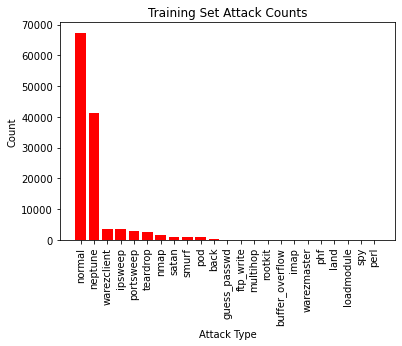 Training Set Attack Counts
Count
70000
60000
50000
40000
30000
20000
10000
0
normal
neptune
warezclient
ipsweep
portsweep
teardrop
nmap
satan
smurf
pod
back
guess_passwd
ftp_write
multihop
rootkit
buffer_overflow
imap
warezmaster
phf
land
loadmodule
spy
perl
Attack Type